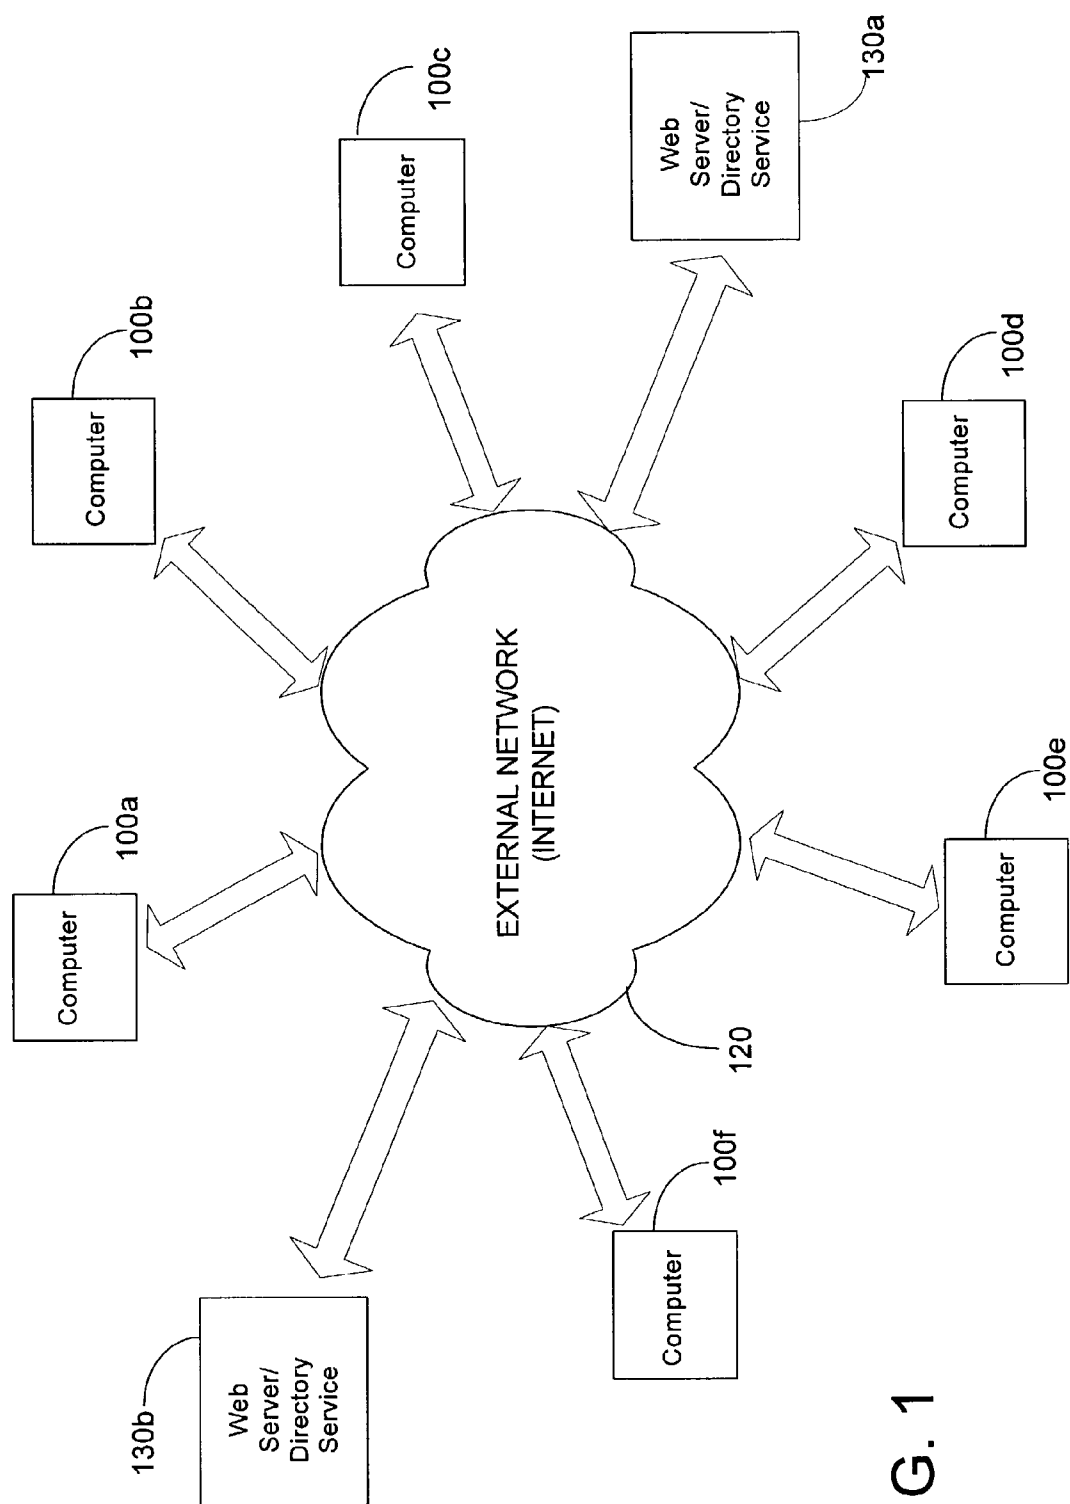 Computer
100a
Computer
100b
130b
Web
Server/
Directory
Service
Computer
100c
EXTERNAL NETWORK
(INTERNET)
Computer
100f
120
Web
Server/
Directory
Service
130a
Computer
100d
Computer
100e
G. 1